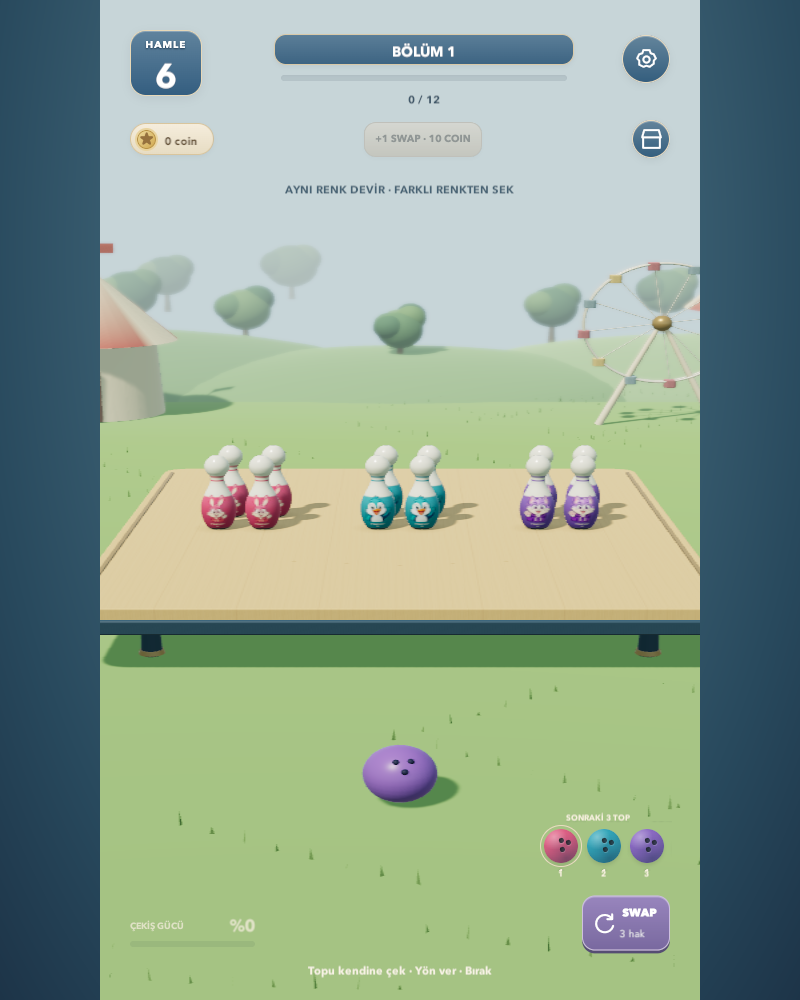 HAMLE
6
BÖLÜM 1
0 / 12
0 coin
+1 SWAP · 10 COIN
AYNI RENK DEVİR · FARKLI RENKTEN SEK
SONRAKİ 3 TOP
1 2 3
SWAP
3 hak
ÇEKİŞ GÜCÜ %0
Topu kendine çek · Yön ver · Bırak